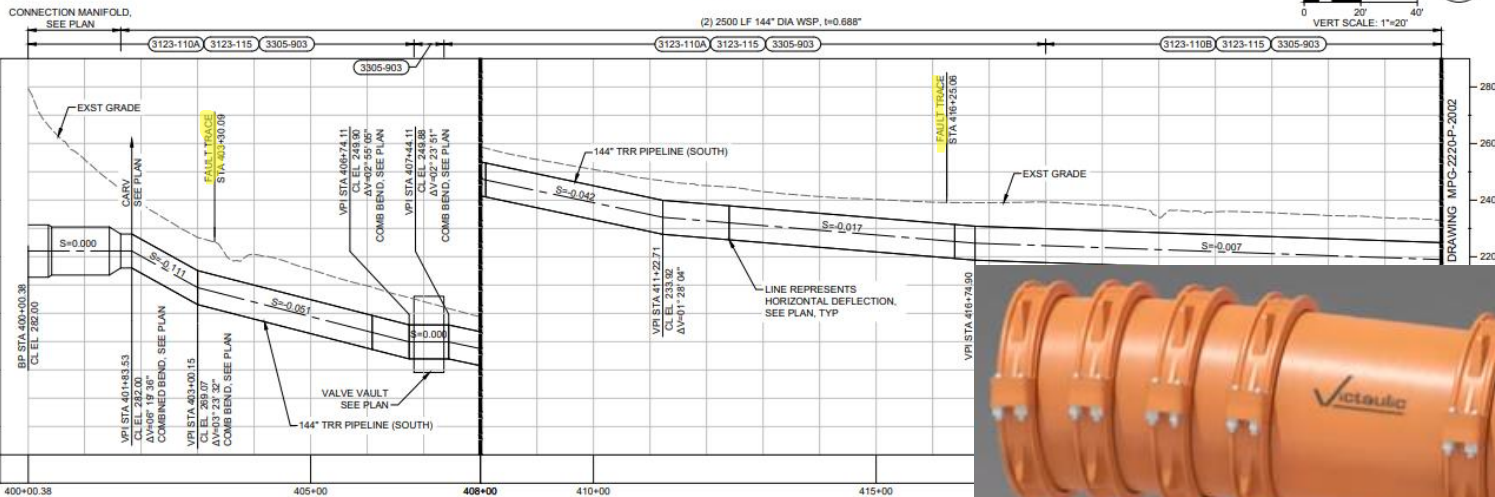 CONNECTION MANIFOLD,
SEE PLAN
(2) 2500 LF 144" DIA WSP, t=0.688"
0 20' 40'
VERT SCALE: 1"=20'
3123-110A 3123-115 3305-903
3305-903
3123-110A 3123-115 3305-903
3123-110B 3123-115 3305-903
EXST GRADE
CARV
SEE PLAN
FAULT TRACE
STA 403+30.09
VPI STA 406+74.11
CL EL 249.90
ΔV=02° 55' 05"
COMB BEND, SEE PLAN
VPI STA 407+44.11
CL EL 249.88
ΔV=02° 23' 51"
COMB BEND, SEE PLAN
144" TRR PIPELINE (SOUTH)
FAULT TRACE
STA 416+25.06
EXST GRADE
280
260
240
220
DRAWING MPG-2220-P-2002
S=0.000
S=-0.111
S=-0.051
S=0.000
S=-0.042
S=-0.017
S=-0.007
BP STA 400+00.38
CL EL 282.00
VPI STA 401+83.53
CL EL 282.00
ΔV=06° 19' 36"
COMBINED BEND, SEE PLAN
VPI STA 403+00.15
CL EL 269.07
ΔV=03° 23' 32"
COMB BEND, SEE PLAN
VALVE VAULT
SEE PLAN
144" TRR PIPELINE (SOUTH)
VPI STA 411+22.71
CL EL 233.92
ΔV=01° 28' 04"
LINE REPRESENTS
HORIZONTAL DEFLECTION,
SEE PLAN, TYP
VPI STA 416+74.90
Victaulic
400+00.38
405+00
408+00
410+00
415+00